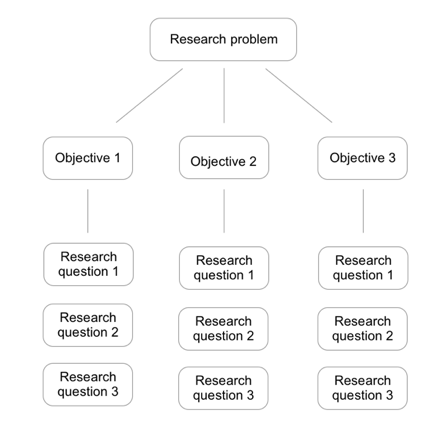 Research problem
Objective 1
Objective 2
Objective 3
Research
question 1
Research
question 1
Research
question 1
Research
question 2
Research
question 2
Research
question 2
Research
question 3
Research
question 3
Research
question 3